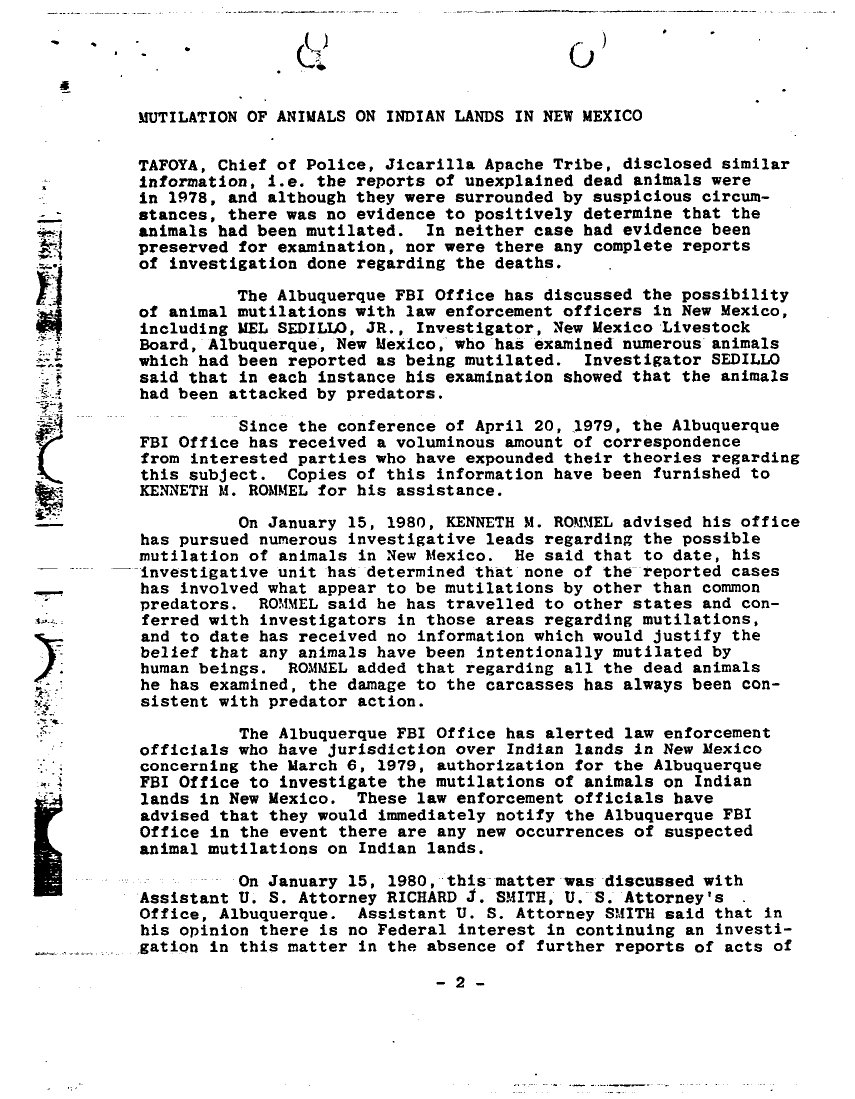 MUTILATION OF ANIMALS ON INDIAN LANDS IN NEW MEXICO
TAFOYA, Chief of Police, Jicarilla Apache Tribe, disclosed similar
information, i.e. the reports of unexplained dead animals were
in 1978, and although they were surrounded by suspicious circum-
stances, there was no evidence to positively determine that the
animals had been mutilated.  In neither case had evidence been
preserved for examination, nor were there any complete reports
of investigation done regarding the deaths.
The Albuquerque FBI Office has discussed the possibility
of animal mutilations with law enforcement officers in New Mexico,
including MEL SEDILLO, JR., Investigator, New Mexico Livestock
Board, Albuquerque, New Mexico, who has examined numerous animals
which had been reported as being mutilated.  Investigator SEDILLO
said that in each instance his examination showed that the animals
had been attacked by predators.
Since the conference of April 20, 1979, the Albuquerque
FBI Office has received a voluminous amount of correspondence
from interested parties who have expounded their theories regarding
this subject.  Copies of this information have been furnished to
KENNETH M. ROMMEL for his assistance.
On January 15, 1980, KENNETH M. ROMMEL advised his office
has pursued numerous investigative leads regarding the possible
mutilation of animals in New Mexico.  He said that to date, his
investigative unit has determined that none of the reported cases
has involved what appear to be mutilations by other than common
predators.  ROMMEL said he has travelled to other states and con-
ferred with investigators in those areas regarding mutilations,
and to date has received no information which would justify the
belief that any animals have been intentionally mutilated by
human beings.  ROMMEL added that regarding all the dead animals
he has examined, the damage to the carcasses has always been con-
sistent with predator action.
The Albuquerque FBI Office has alerted law enforcement
officials who have jurisdiction over Indian lands in New Mexico
concerning the March 6, 1979, authorization for the Albuquerque
FBI Office to investigate the mutilations of animals on Indian
lands in New Mexico.  These law enforcement officials have
advised that they would immediately notify the Albuquerque FBI
Office in the event there are any new occurrences of suspected
animal mutilations on Indian lands.
On January 15, 1980, this matter was discussed with
Assistant U. S. Attorney RICHARD J. SMITH, U. S. Attorney's
Office, Albuquerque.  Assistant U. S. Attorney SMITH said that in
his opinion there is no Federal interest in continuing an investi-
gation in this matter in the absence of further reports of acts of
- 2 -